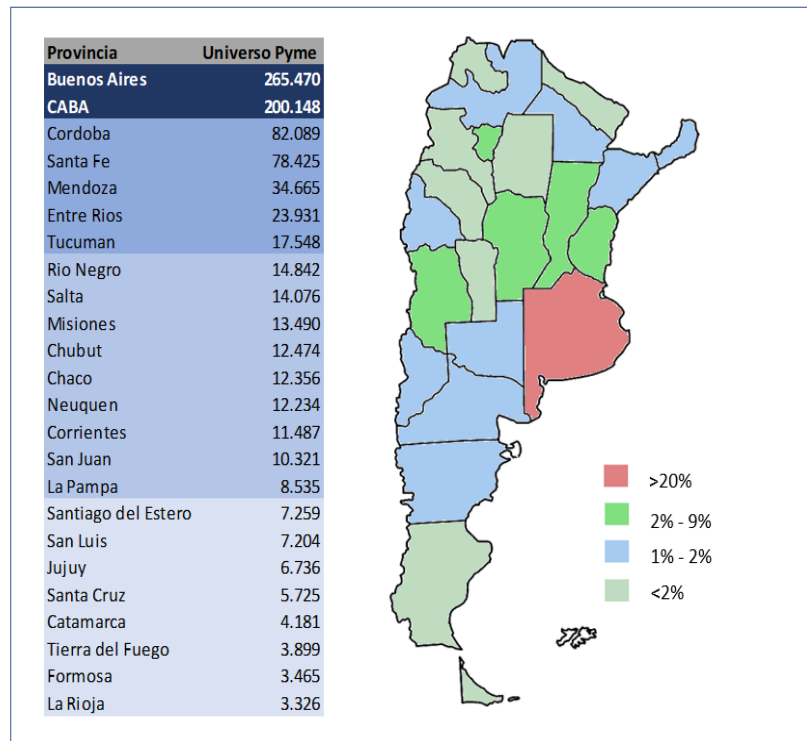 Provincia Universo Pyme
Buenos Aires 265.470
CABA 200.148
Cordoba 82.089
Santa Fe 78.425
Mendoza 34.665
Entre Rios 23.931
Tucuman 17.548
Rio Negro 14.842
Salta 14.076
Misiones 13.490
Chubut 12.474
Chaco 12.356
Neuquen 12.234
Corrientes 11.487
San Juan 10.321
La Pampa 8.535
Santiago del Estero 7.259
San Luis 7.204
Jujuy 6.736
Santa Cruz 5.725
Catamarca 4.181
Tierra del Fuego 3.899
Formosa 3.465
La Rioja 3.326
>20%
2% - 9%
1% - 2%
<2%